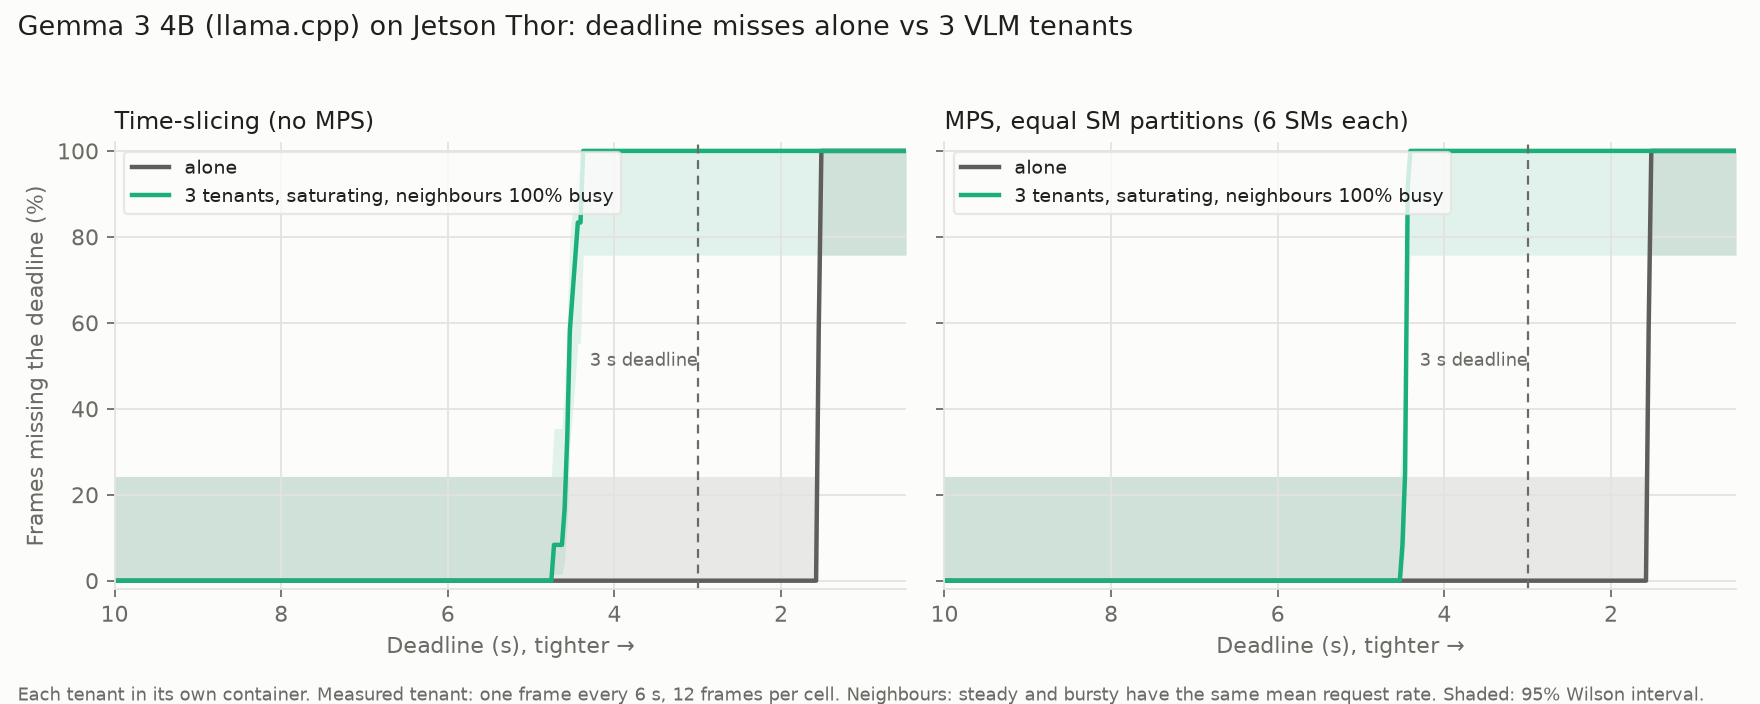 Gemma 3 4B (llama.cpp) on Jetson Thor: deadline misses alone vs 3 VLM tenants
Time-slicing (no MPS)
Frames missing the deadline (%)
100
80
60
40
20
0
alone
3 tenants, saturating, neighbours 100% busy
3 s deadline
10
8
6
4
2
Deadline (s), tighter →
MPS, equal SM partitions (6 SMs each)
alone
3 tenants, saturating, neighbours 100% busy
3 s deadline
10
8
6
4
2
Deadline (s), tighter →
Each tenant in its own container. Measured tenant: one frame every 6 s, 12 frames per cell. Neighbours: steady and bursty have the same mean request rate. Shaded: 95% Wilson interval.